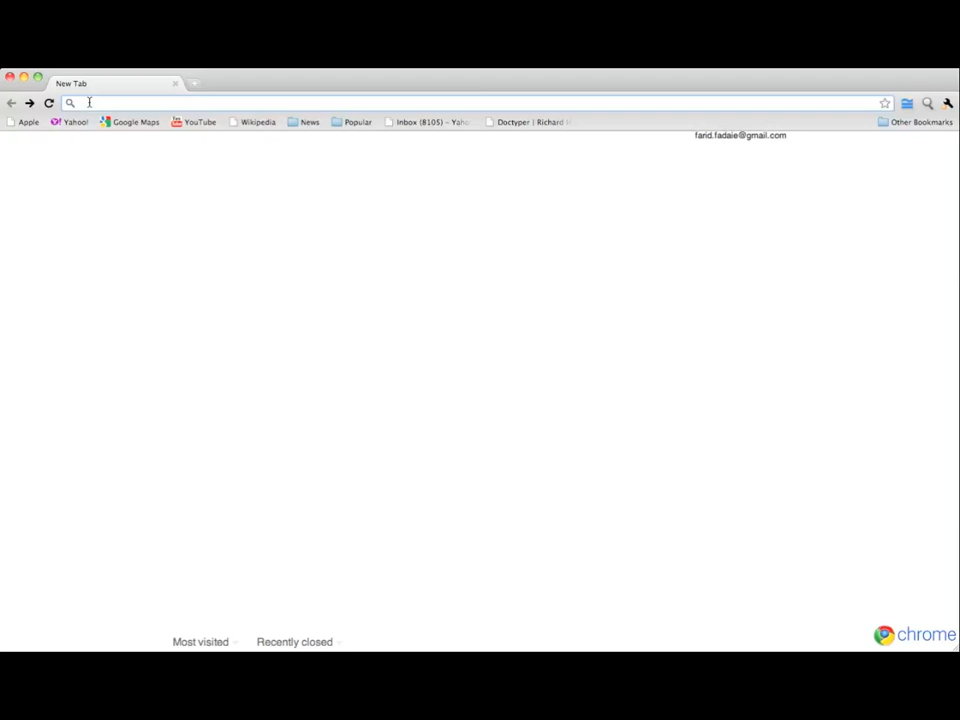 New Tab
Apple Yahoo! Google Maps YouTube Wikipedia News Popular Inbox (8105) – Yaho Doctyper | Richard Other Bookmarks
farid.fadaie@gmail.com
Most visited Recently closed
chrome